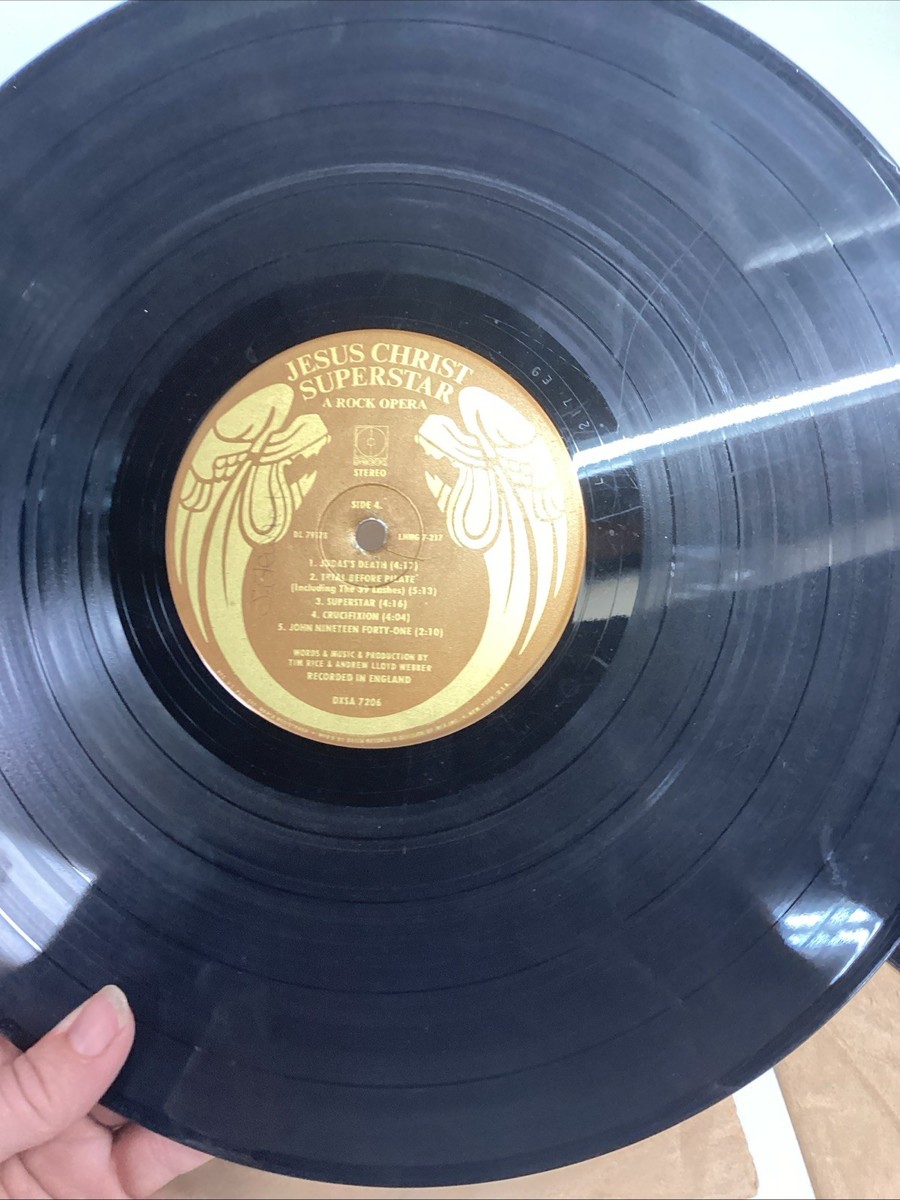 JESUS CHRIST
SUPERSTAR
A ROCK OPERA
STEREO
SIDE 4.
DL 79178
1. JUDAS'S DEATH (4:17)
2. TRIAL BEFORE PILATE
(Including The 39 Lashes) (5:13)
3. SUPERSTAR (4:16)
4. CRUCIFIXION (4:04)
5. JOHN NINETEEN FORTY-ONE (2:10)
WORDS & MUSIC & PRODUCTION BY
TIM RICE & ANDREW LLOYD WEBBER
RECORDED IN ENGLAND
DXSA 7206